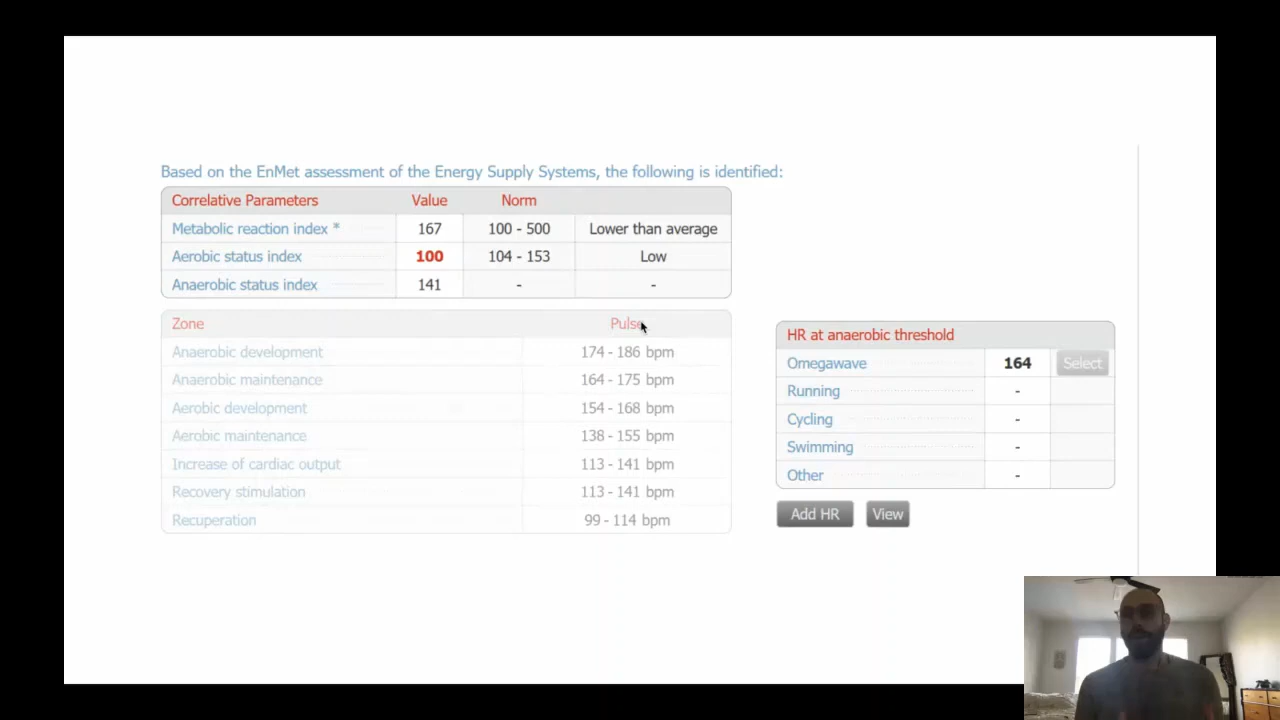 Based on the EnMet assessment of the Energy Supply Systems, the following is identified:
Correlative Parameters Value Norm
Metabolic reaction index * 167 100 - 500 Lower than average
Aerobic status index 100 104 - 153 Low
Anaerobic status index 141 - -
Zone Pulse
Anaerobic development 174 - 186 bpm
Anaerobic maintenance 164 - 175 bpm
Aerobic development 154 - 168 bpm
Aerobic maintenance 138 - 155 bpm
Increase of cardiac output 113 - 141 bpm
Recovery stimulation 113 - 141 bpm
Recuperation 99 - 114 bpm
HR at anaerobic threshold
Omegawave 164 Select
Running -
Cycling -
Swimming -
Other -
Add HR View